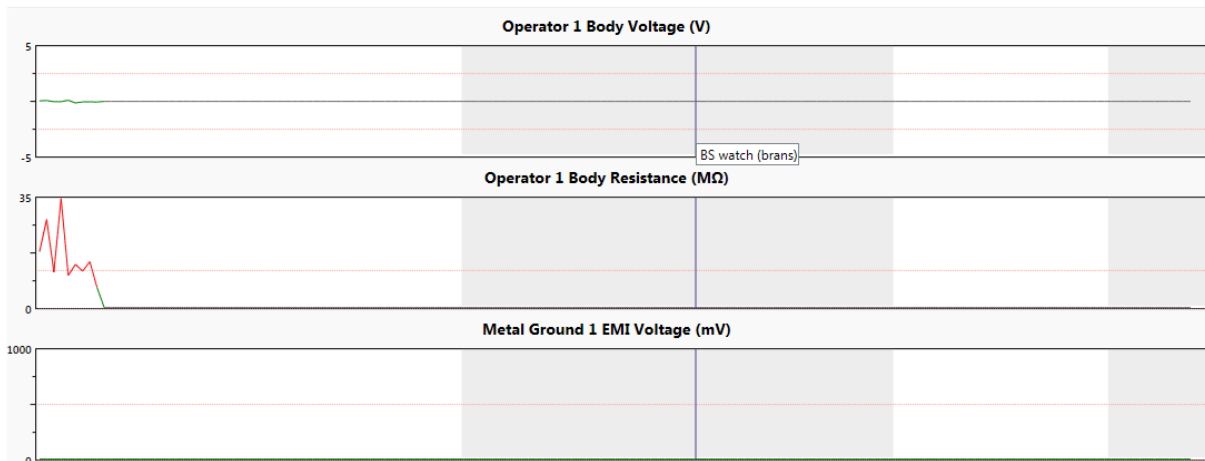 Operator 1 Body Voltage (V)
5
BS watch (brans)
-5
Operator 1 Body Resistance (MΩ)
35
0
Metal Ground 1 EMI Voltage (mV)
1000
0